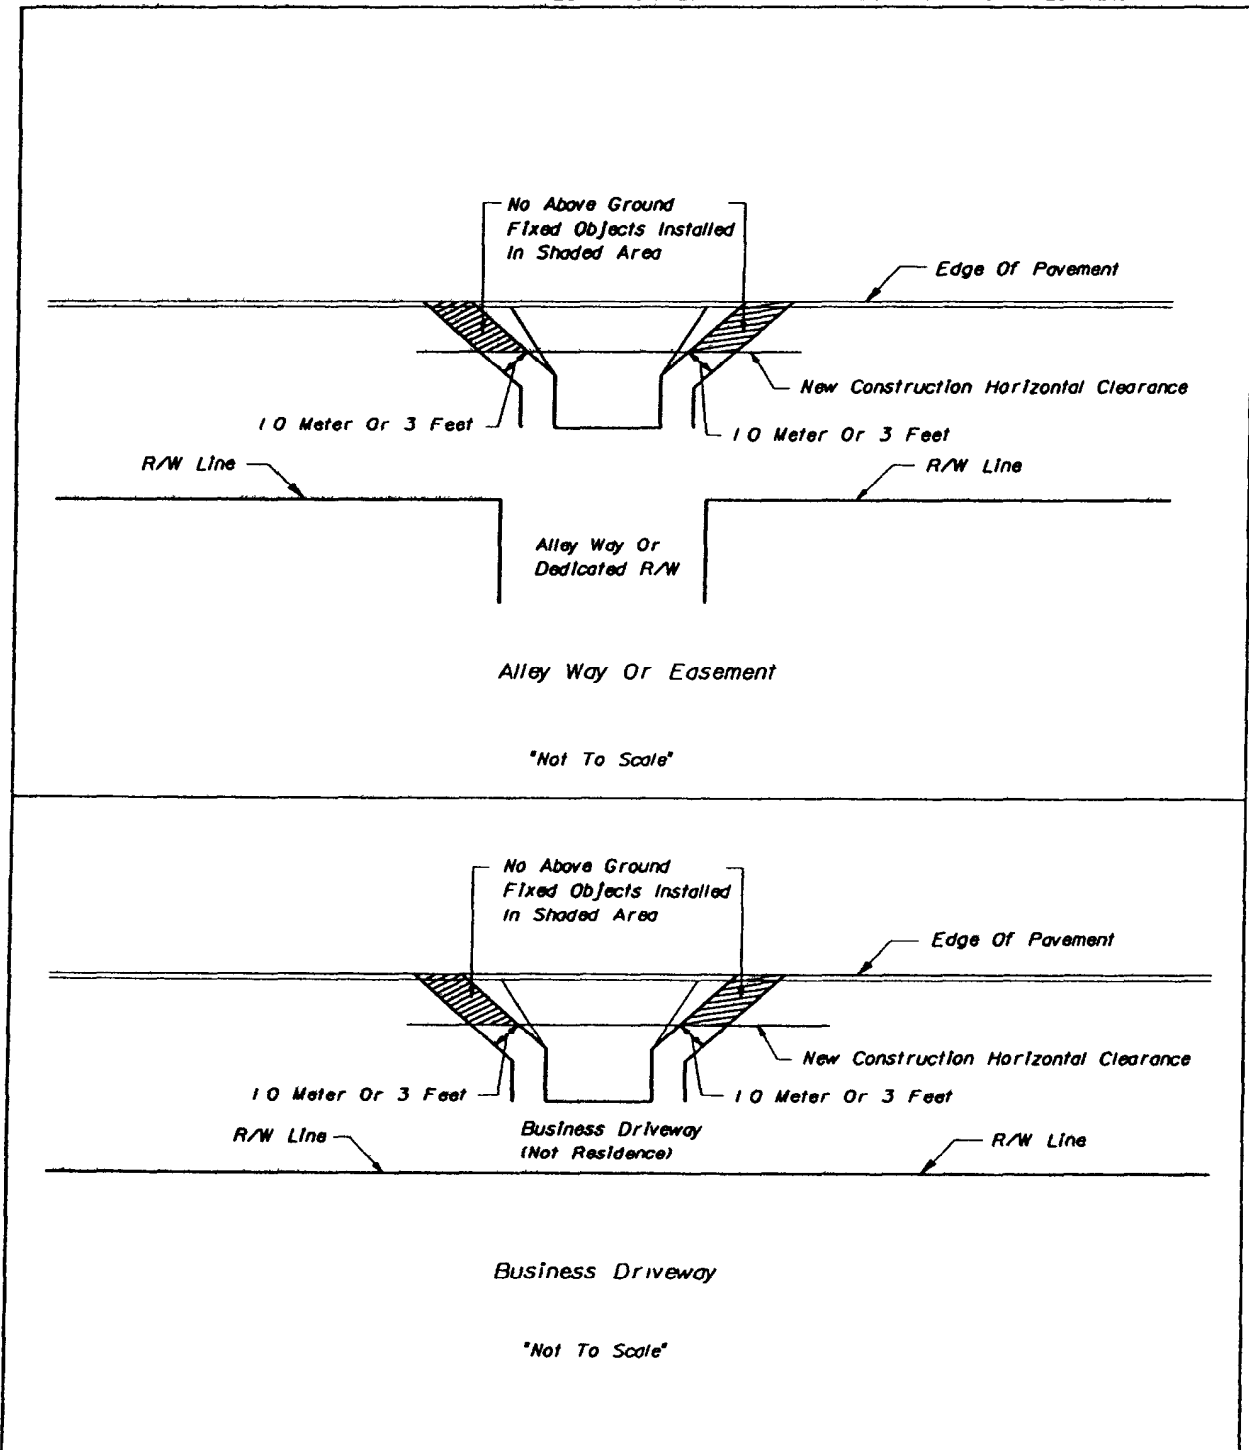 No Above Ground
Fixed Objects Installed
In Shaded Area
Edge Of Pavement
New Construction Horizontal Clearance
1 0 Meter Or 3 Feet
1 0 Meter Or 3 Feet
R/W Line
R/W Line
Alley Way Or
Dedicated R/W
Alley Way Or Easement
"Not To Scale"
No Above Ground
Fixed Objects Installed
In Shaded Area
Edge Of Pavement
New Construction Horizontal Clearance
1 0 Meter Or 3 Feet
1 0 Meter Or 3 Feet
Business Driveway
(Not Residence)
R/W Line
R/W Line
Business Driveway
"Not To Scale"